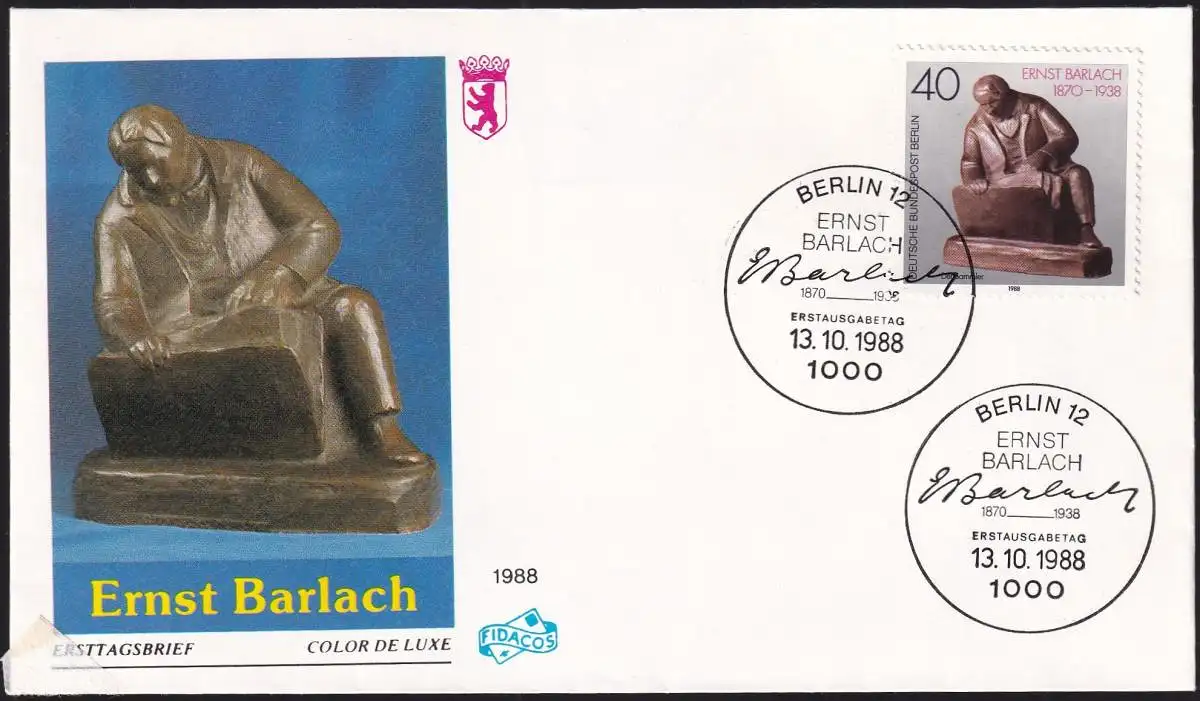 40
ERNST BARLACH
1870-1938
DEUTSCHE BUNDESPOST BERLIN
Der Sammler
1988
BERLIN 12
ERNST
BARLACH
EBarlach
1870 1938
ERSTAUSGABETAG
13.10.1988
1000
BERLIN 12
ERNST
BARLACH
EBarlach
1870 1938
ERSTAUSGABETAG
13.10.1988
1000
Ernst Barlach
ERSTTAGSBRIEF COLOR DE LUXE
1988
FIDACOS